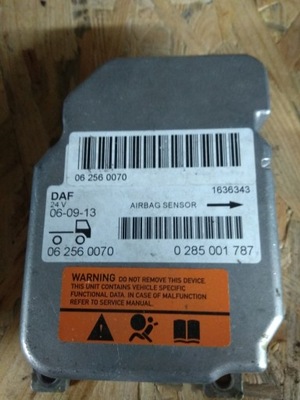 06 256 0070
1636343
DAF
24 V
AIRBAG SENSOR
06-09-13
06 256 0070
0 285 001 787
WARNING DO NOT REMOVE THIS DEVICE.
THIS UNIT CONTAINS VEHICLE SPECIFIC
FUNCTIONAL DATA. IN CASE OF MALFUNCTION
REFER TO SERVICE MANUAL.